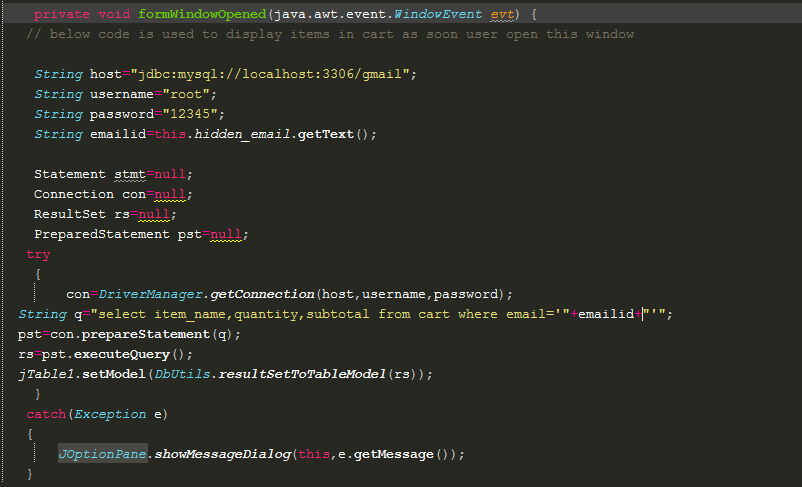 private void formWindowOpened(java.awt.event.WindowEvent evt) {
// below code is used to display items in cart as soon user open this window
String host="jdbc:mysql://localhost:3306/gmail";
String username="root";
String password="12345";
String emailid=this.hidden_email.getText();
Statement stmt=null;
Connection con=null;
ResultSet rs=null;
PreparedStatement pst=null;
try
{
con=DriverManager.getConnection(host,username,password);
String q="select item_name,quantity,subtotal from cart where email='"+emailid+"'";
pst=con.prepareStatement(q);
rs=pst.executeQuery();
jTable1.setModel(DbUtils.resultSetToTableModel(rs));
}
catch(Exception e)
{
JOptionPane.showMessageDialog(this,e.getMessage());
}